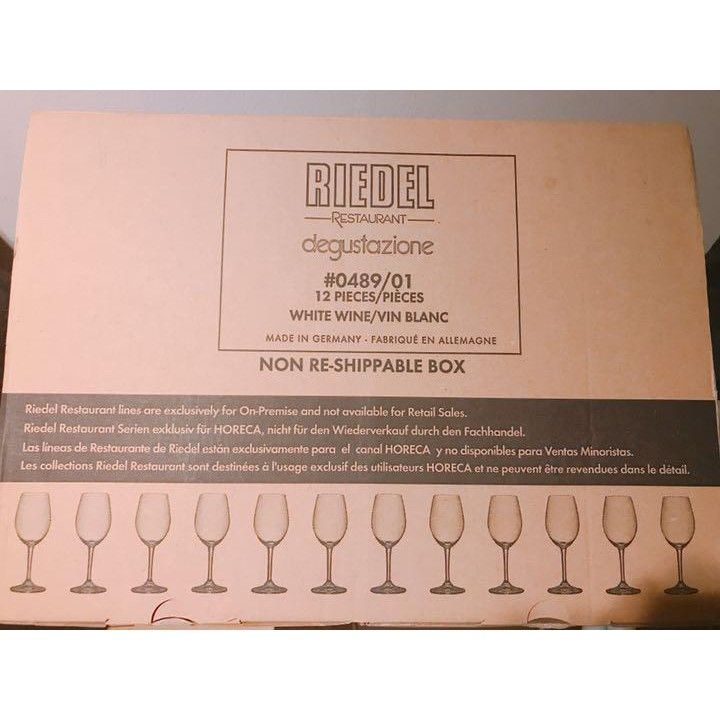 RIEDEL
RESTAURANT
degustazione
#0489/01
12 PIECES/PIÈCES
WHITE WINE/VIN BLANC
MADE IN GERMANY - FABRIQUÉ EN ALLEMAGNE
NON RE-SHIPPABLE BOX
Riedel Restaurant lines are exclusively for On-Premise and not available for Retail Sales.
Riedel Restaurant Serien exklusiv für HORECA, nicht für den Wiederverkauf durch den Fachhandel.
Las líneas de Restaurante de Riedel están exclusivamente para el canal HORECA y no disponibles para Ventas Minoristas.
Les collections Riedel Restaurant sont destinées à l'usage exclusif des utilisateurs HORECA et ne peuvent être revendues dans le détail.